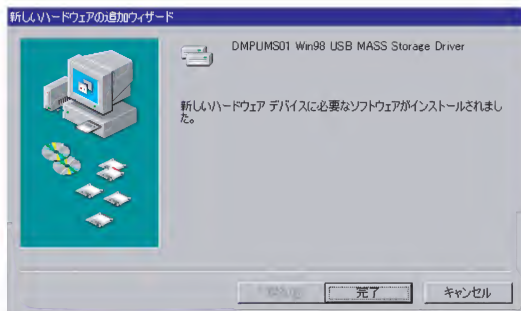 新しいハードウェアの追加ウィザード
DMPUMS01 Win98 USB MASS Storage Driver
新しいハードウェア デバイスに必要なソフトウェアがインストールされまし
た。
完了
キャンセル